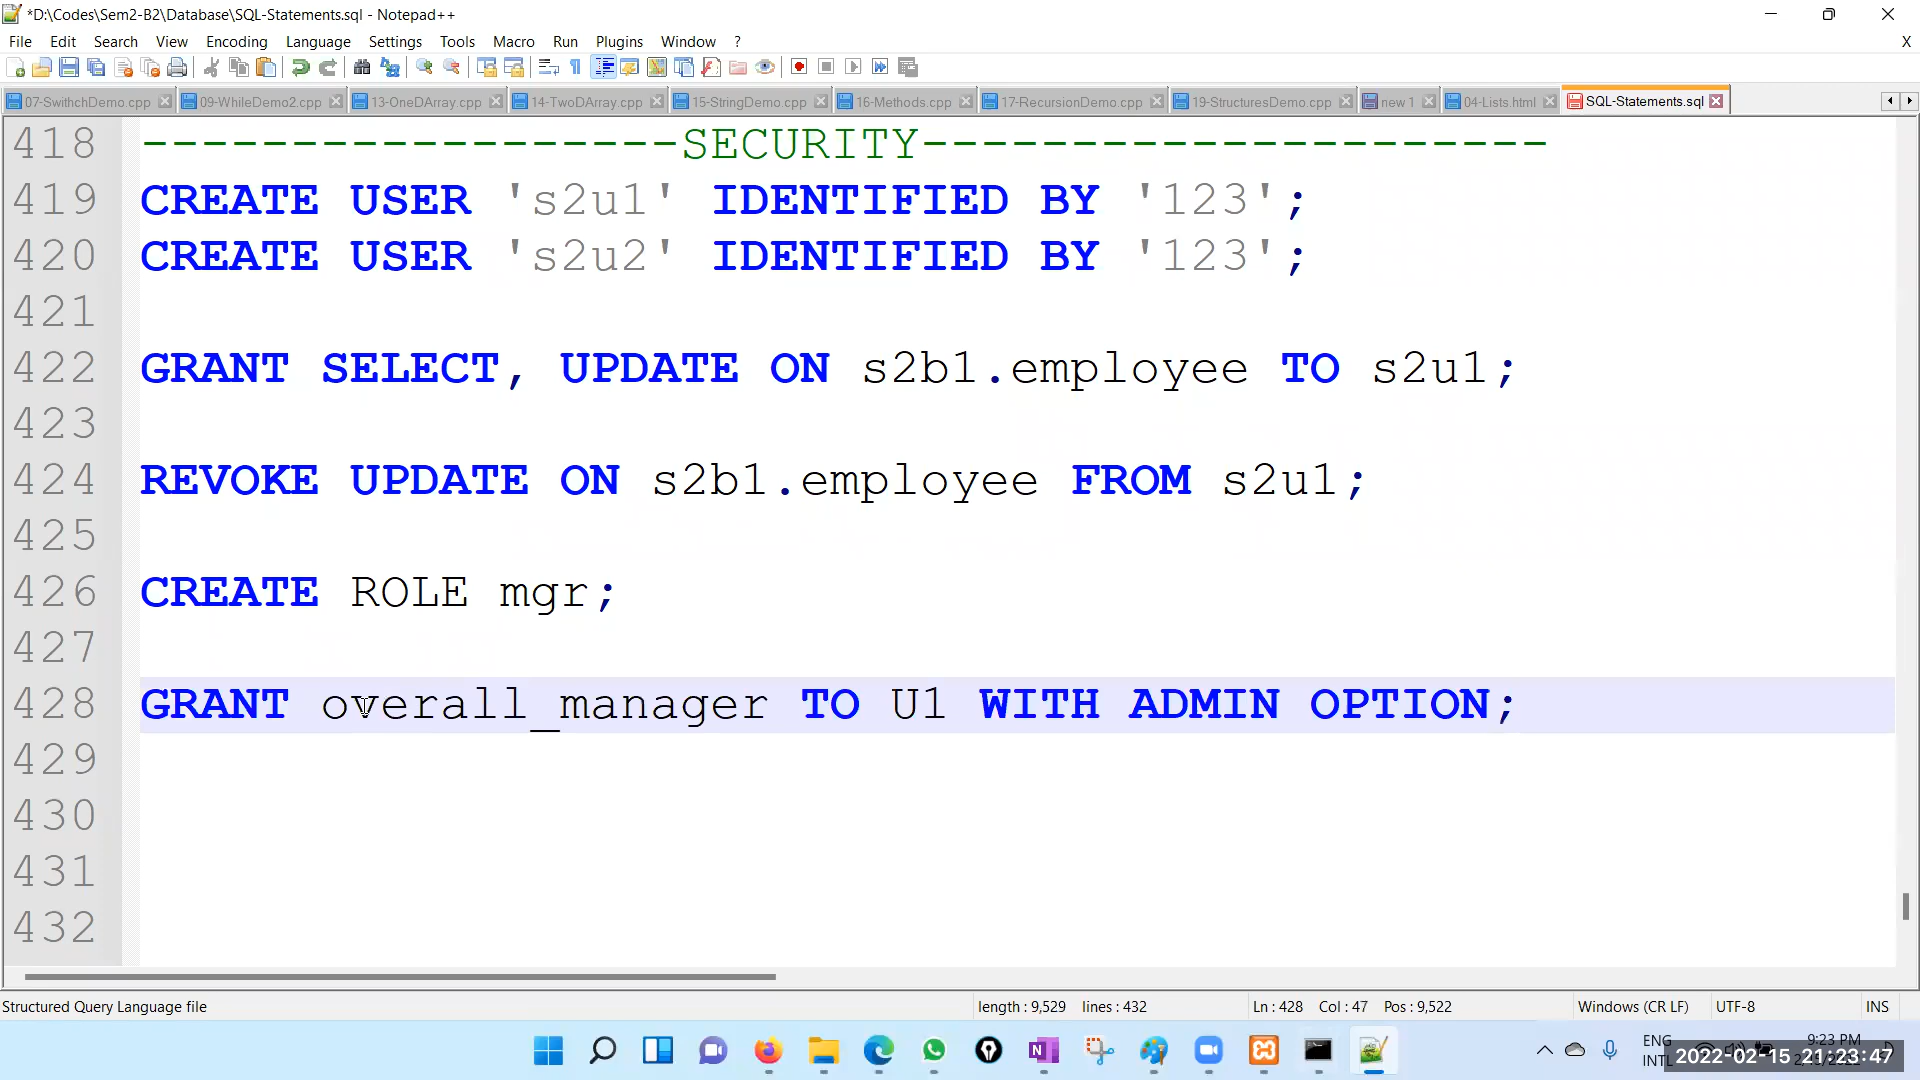 *D:\Codes\Sem2-B2\Database\SQL-Statements.sql - Notepad++
File Edit Search View Encoding Language Settings Tools Macro Run Plugins Window ? X
07-SwithchDemo.cpp 09-WhileDemo2.cpp 13-OneDArray.cpp 14-TwoDArray.cpp 15-StringDemo.cpp 16-Methods.cpp 17-RecursionDemo.cpp 19-StructuresDemo.cpp new 1 04-Lists.html SQL-Statements.sql
418 ------------------SECURITY---------------------
419 CREATE USER 's2u1' IDENTIFIED BY '123';
420 CREATE USER 's2u2' IDENTIFIED BY '123';
421
422 GRANT SELECT, UPDATE ON s2b1.employee TO s2u1;
423
424 REVOKE UPDATE ON s2b1.employee FROM s2u1;
425
426 CREATE ROLE mgr;
427
428 GRANT overall_manager TO U1 WITH ADMIN OPTION;
429
430
431
432
Structured Query Language file length : 9,529 lines : 432 Ln : 428 Col : 47 Pos : 9,522 Windows (CR LF) UTF-8 INS
ENG 9:23 PM
INTL
2022-02-15 21:23:47